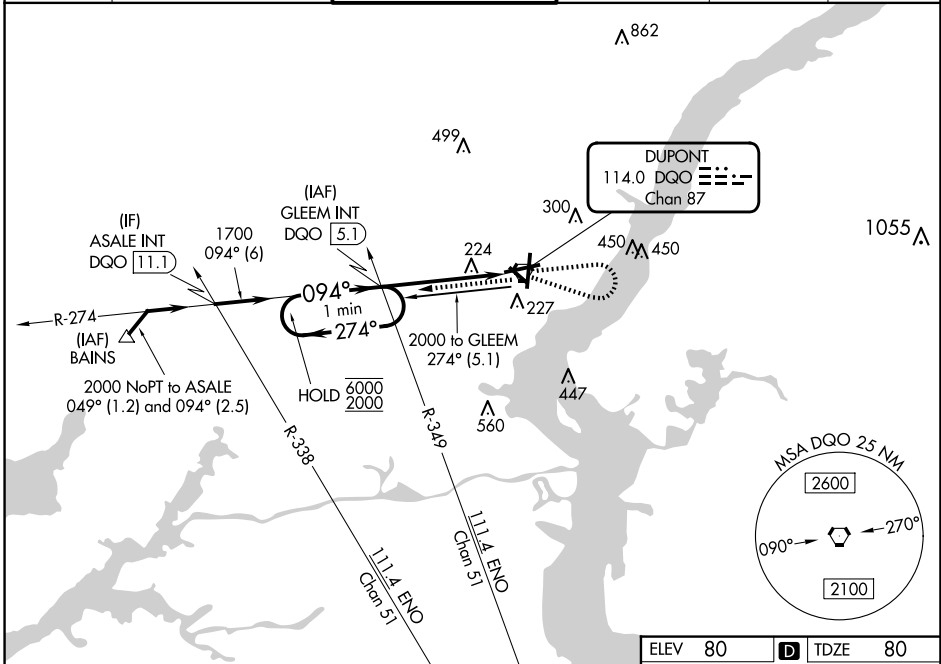 862
499
DUPONT
114.0 DQO
Chan 87
(IAF)
GLEEM INT
DQO 5.1
(IF)
ASALE INT
DQO 11.1
1700
094° (6)
300
224
450 450
1055
094°
1 min
274°
R-274
(IAF)
BAINS
227
2000 to GLEEM
274° (5.1)
2000 NoPT to ASALE
049° (1.2) and 094° (2.5)
HOLD 6000
2000
447
560
R-338
R-349
111.4 ENO
Chan 51
111.4 ENO
Chan 51
MSA DQO 25 NM
2600
090°
270°
2100
ELEV 80 D TDZE 80